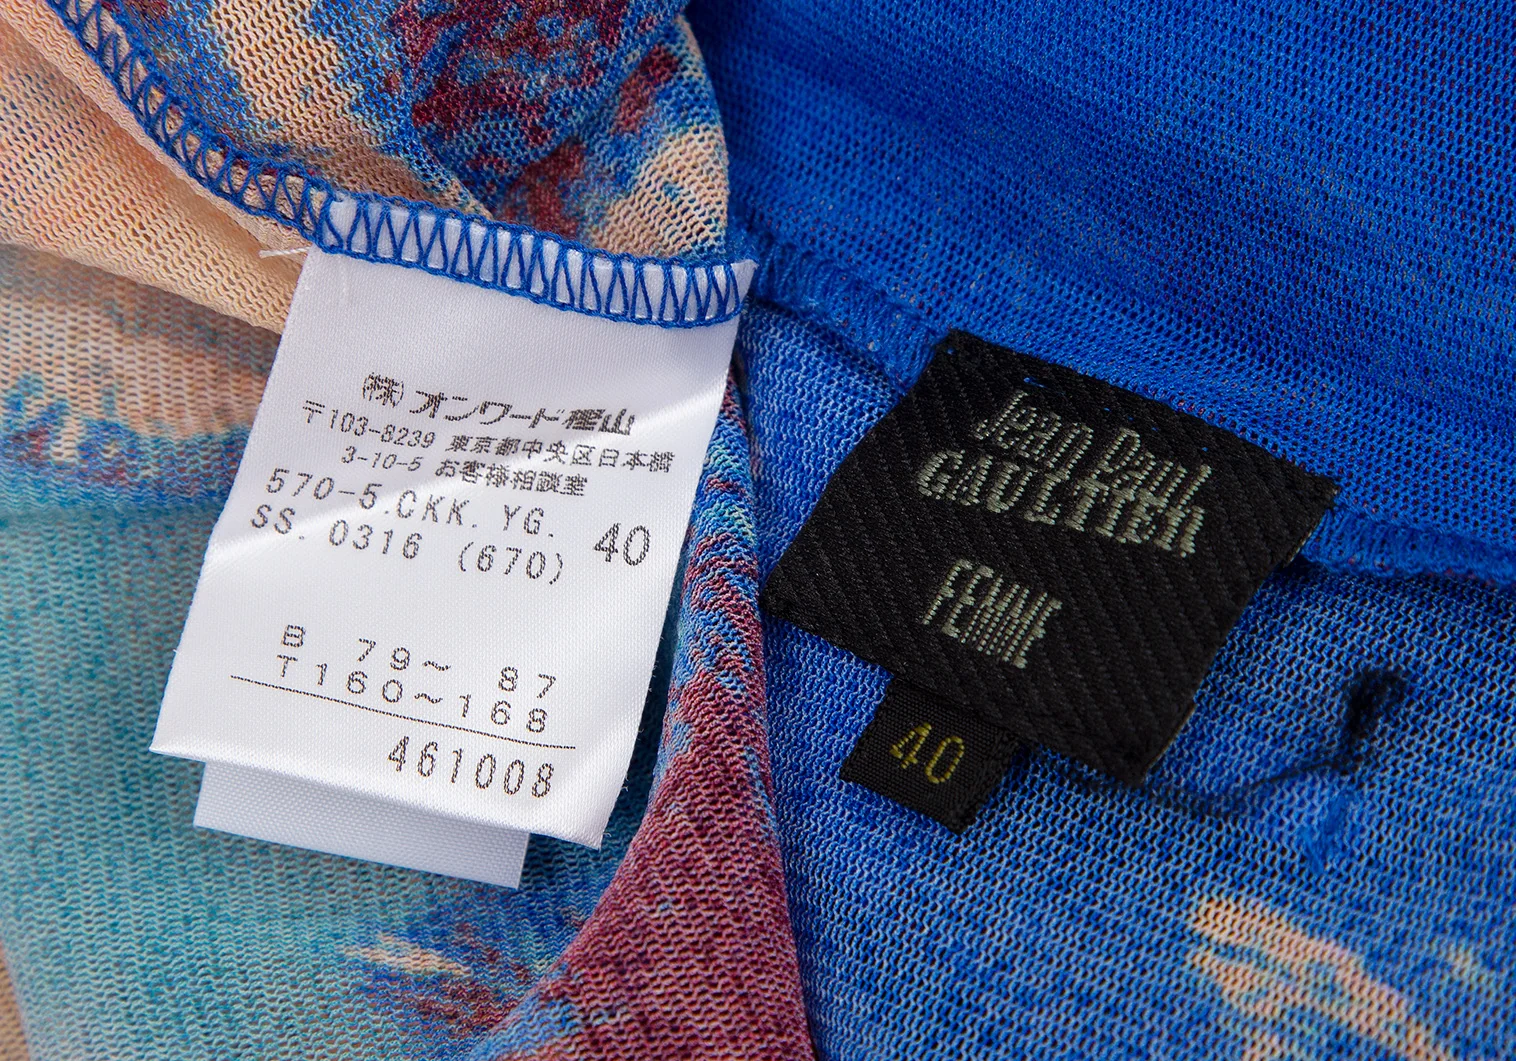 (株)オンワード樫山
〒103-8239 東京都中央区日本橋
3-10-5 お客様相談室
570-5.CKK. YG.
SS. 0316 (670) 40
B 79~ 87
T160~168
461008
Jean Paul
GAULTIER
FEMME
40